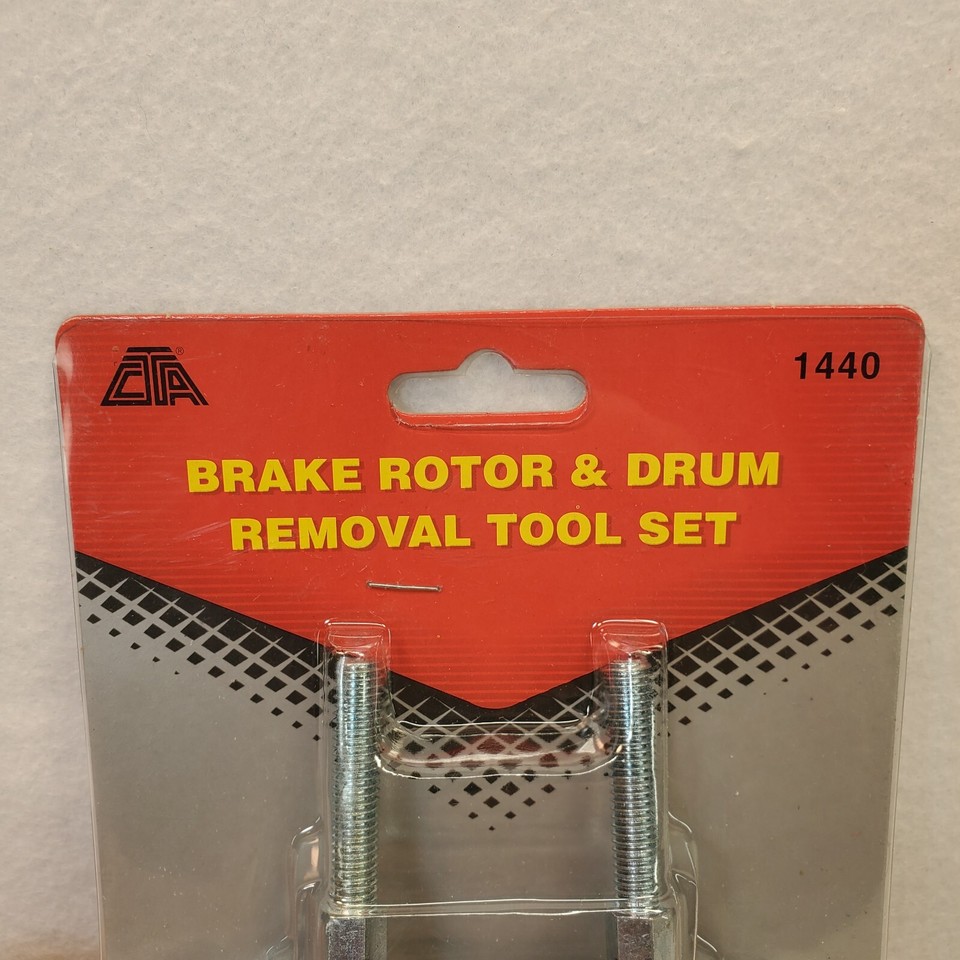 CTA®
1440
BRAKE ROTOR & DRUM
REMOVAL TOOL SET